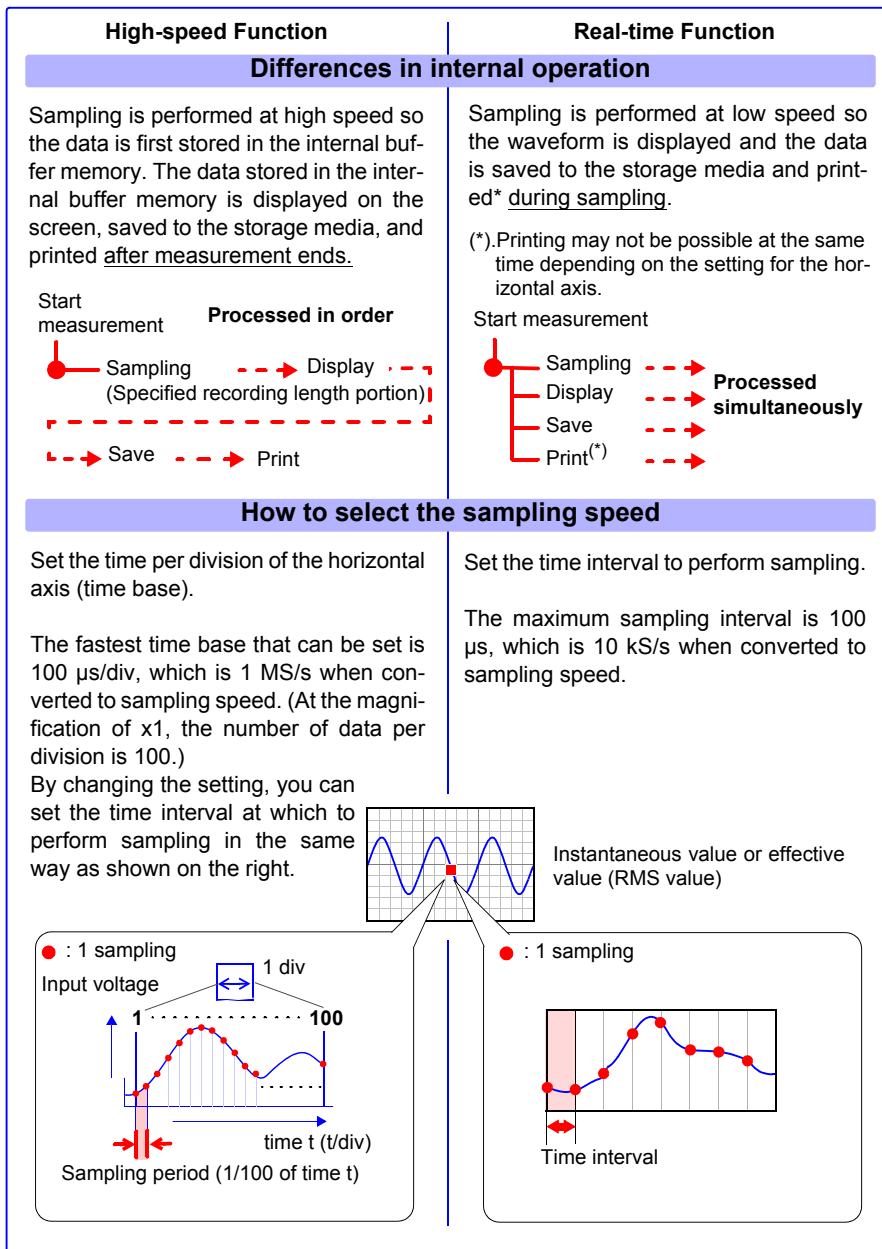 High-speed Function
Real-time Function
Differences in internal operation
Sampling is performed at high speed so
the data is first stored in the internal buf-
fer memory. The data stored in the inter-
nal buffer memory is displayed on the
screen, saved to the storage media, and
printed after measurement ends.
Start
measurement
Processed in order
Sampling
Display
(Specified recording length portion)
Save
Print
Sampling is performed at low speed so
the waveform is displayed and the data
is saved to the storage media and print-
ed* during sampling.
(*).Printing may not be possible at the same
time depending on the setting for the hor-
izontal axis.
Start measurement
Sampling
Display
Save
Print(*)
Processed
simultaneously
How to select the sampling speed
Set the time per division of the horizontal
axis (time base).
The fastest time base that can be set is
100 µs/div, which is 1 MS/s when con-
verted to sampling speed. (At the magni-
fication of x1, the number of data per
division is 100.)
By changing the setting, you can
set the time interval at which to
perform sampling in the same
way as shown on the right.
Set the time interval to perform sampling.
The maximum sampling interval is 100
µs, which is 10 kS/s when converted to
sampling speed.
Instantaneous value or effective
value (RMS value)
: 1 sampling
Input voltage
1 div
1
100
time t (t/div)
Sampling period (1/100 of time t)
: 1 sampling
Time interval